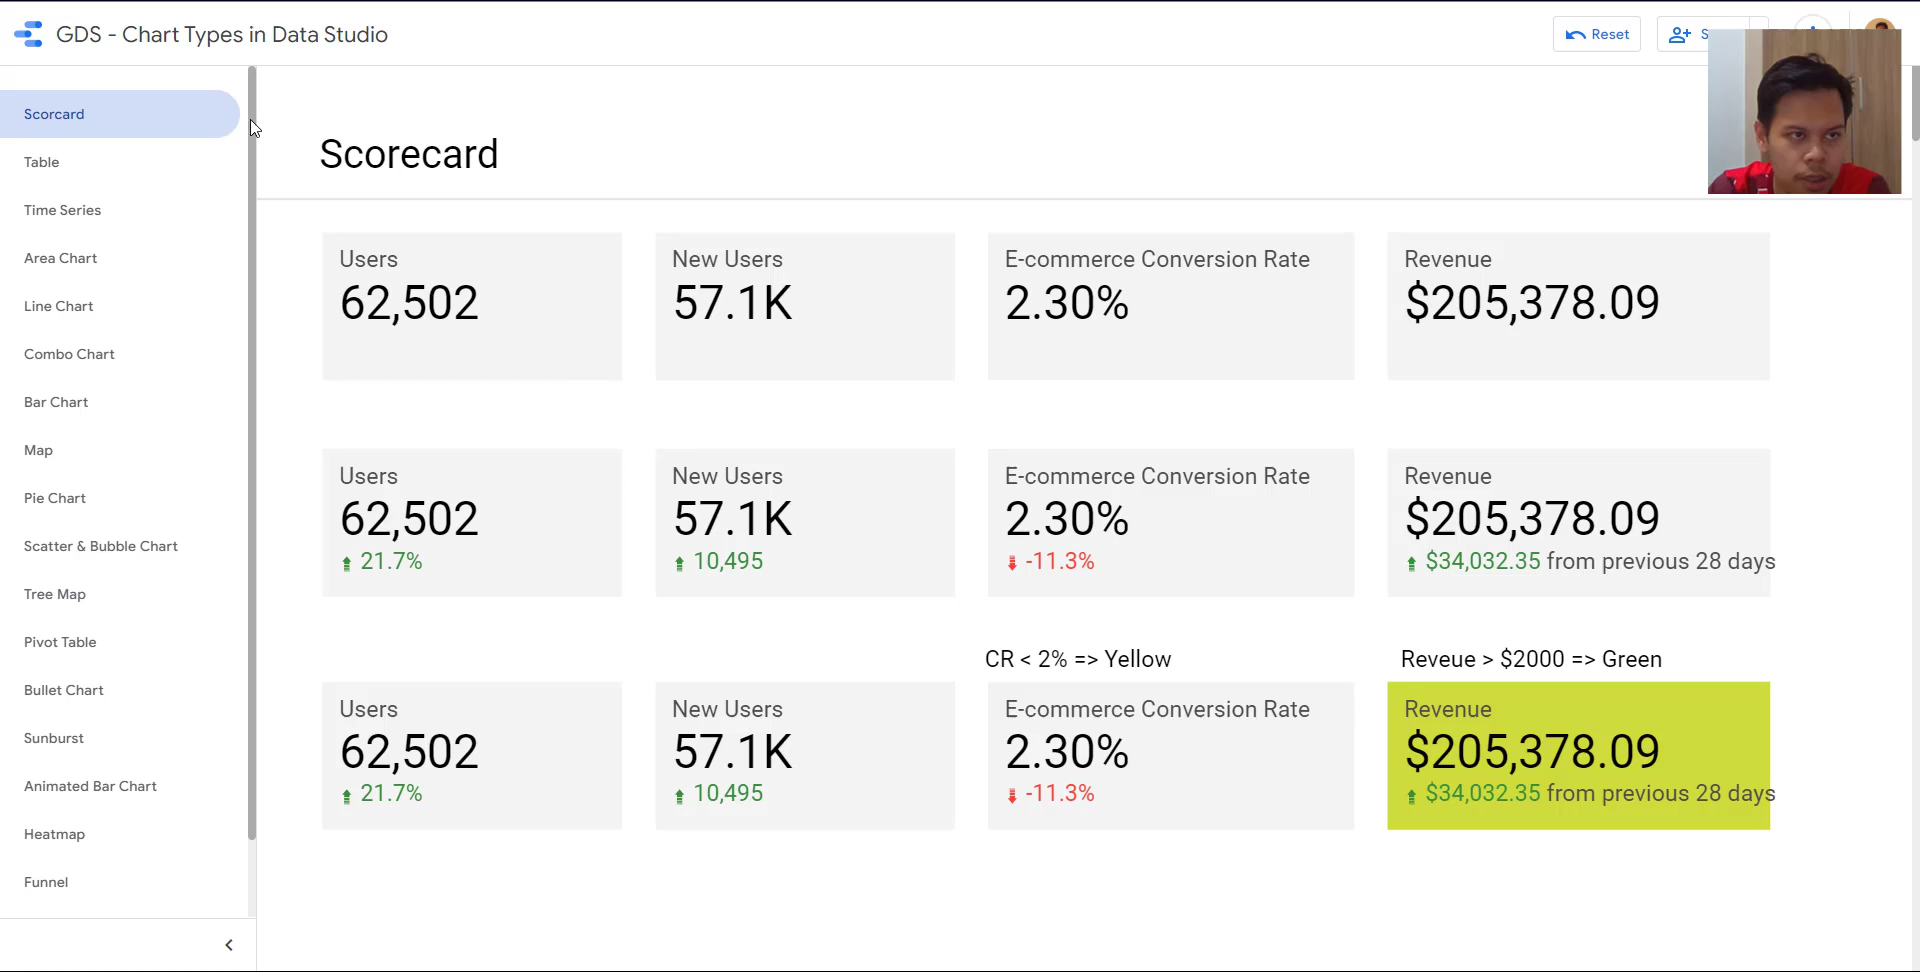 GDS - Chart Types in Data Studio
Reset
Scorcard
Table
Time Series
Area Chart
Line Chart
Combo Chart
Bar Chart
Map
Pie Chart
Scatter & Bubble Chart
Tree Map
Pivot Table
Bullet Chart
Sunburst
Animated Bar Chart
Heatmap
Funnel
Scorecard
Users
62,502
New Users
57.1K
E-commerce Conversion Rate
2.30%
Revenue
$205,378.09
Users
62,502
21.7%
New Users
57.1K
10,495
E-commerce Conversion Rate
2.30%
-11.3%
Revenue
$205,378.09
$34,032.35 from previous 28 days
CR < 2% => Yellow
Reveue > $2000 => Green
Users
62,502
21.7%
New Users
57.1K
10,495
E-commerce Conversion Rate
2.30%
-11.3%
Revenue
$205,378.09
$34,032.35 from previous 28 days